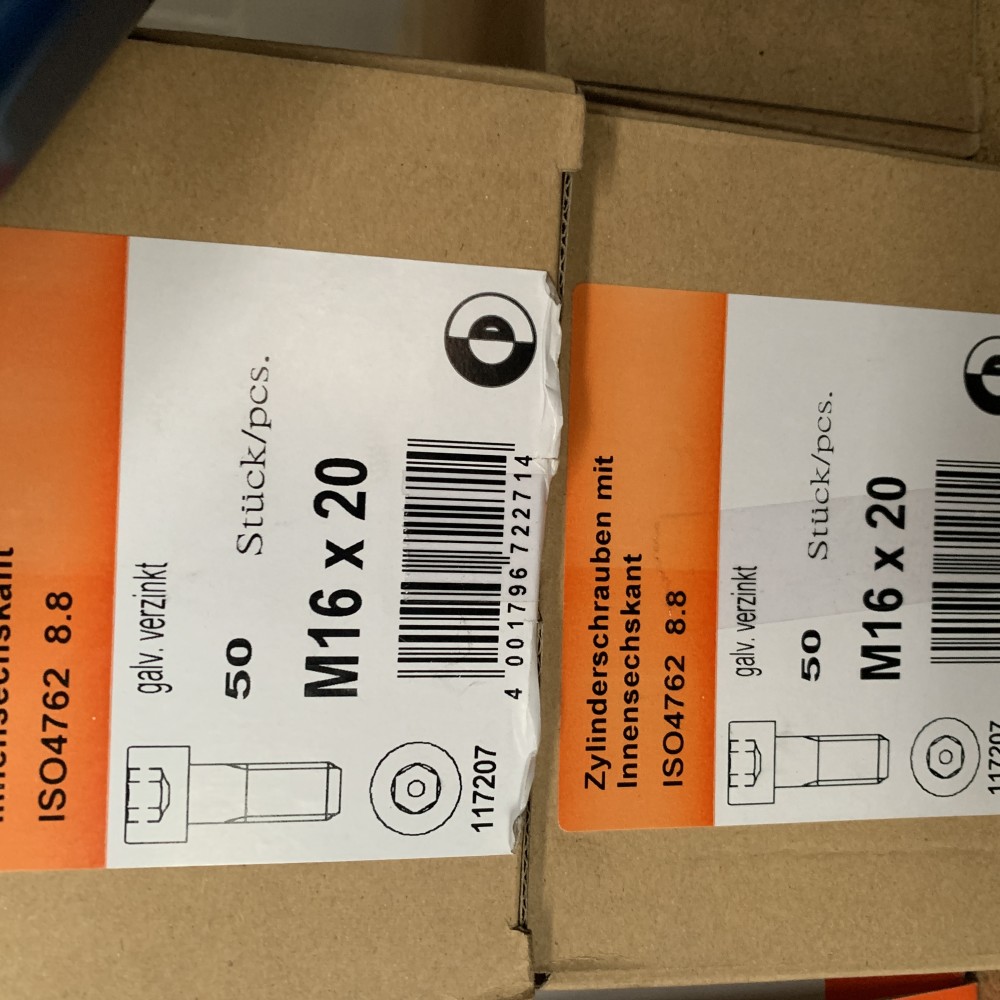 Innensechskant
ISO4762 8.8
galv. verzinkt
50 Stück/pcs.
M16 x 20
4 001796 722714
117207
Zylinderschrauben mit
Innensechskant
ISO4762 8.8
galv. verzinkt
50 Stück/pcs.
M16 x 20
117207